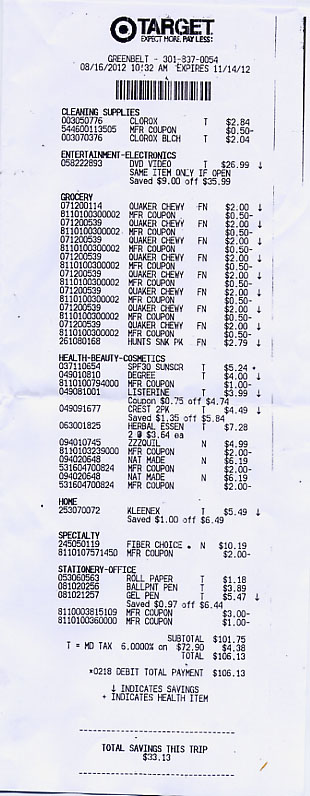 TARGET
EXPECT MORE. PAY LESS.
GREENBELT - 301-837-0054
08/16/2012 10:32 AM EXPIRES 11/14/12
CLEANING SUPPLIES
003050776 CLOROX T $2.84
544600113505 MFR COUPON $0.50-
003070376 CLOROX BLCH T $2.04
ENTERTAINMENT-ELECTRONICS
058222893 DVD VIDEO T $26.99 ↓
SAME ITEM ONLY IF OPEN
Saved $9.00 off $35.99
GROCERY
071200114 QUAKER CHEWY FN $2.00 ↓
8110100300002 MFR COUPON $0.50-
071200539 QUAKER CHEWY FN $2.00 ↓
8110100300002 MFR COUPON $0.50-
071200539 QUAKER CHEWY FN $2.00 ↓
8110100300002 MFR COUPON $0.50-
071200539 QUAKER CHEWY FN $2.00 ↓
8110100300002 MFR COUPON $0.50-
071200539 QUAKER CHEWY FN $2.00 ↓
8110100300002 MFR COUPON $0.50-
071200539 QUAKER CHEWY FN $2.00 ↓
8110100300002 MFR COUPON $0.50-
071200539 QUAKER CHEWY FN $2.00 ↓
8110100300002 MFR COUPON $0.50-
071200539 QUAKER CHEWY FN $2.00 ↓
8110100300002 MFR COUPON $0.50-
261080168 HUNTS SNK PK FN $2.79 ↓
HEALTH-BEAUTY-COSMETICS
037110654 SPF30 SUNSCR T $5.24 *
049010810 DEGREE T $4.00 ↓
8110100794000 MFR COUPON $1.00-
049081001 LISTERINE T $3.99 ↓
Coupon $0.75 off $4.74
049091677 CREST 2PK T $4.49 ↓
Saved $1.35 off $5.84
063001825 HERBAL ESSEN T $7.28
2 @ $3.64 ea
094010745 ZZZQUIL N $4.99
8110103239000 MFR COUPON $2.00-
094020648 NAT MADE N $6.19
531604700824 MFR COUPON $2.00-
094020648 NAT MADE N $6.19
531604700824 MFR COUPON $2.00-
HOME
253070072 KLEENEX T $5.49 ↓
Saved $1.00 off $6.49
SPECIALTY
245050119 FIBER CHOICE * N $10.19
8110107571450 MFR COUPON $2.00-
STATIONERY-OFFICE
053060563 ROLL PAPER T $1.18
081020256 BALLPNT PEN T $3.89
081021257 GEL PEN T $5.47 ↓
Saved $0.97 off $6.44
8110003815109 MFR COUPON $3.00-
8110100360000 MFR COUPON $1.00-
SUBTOTAL $101.75
T = MD TAX 6.0000% on $72.90 $4.38
TOTAL $106.13
*0218 DEBIT TOTAL PAYMENT $106.13
↓ INDICATES SAVINGS
* INDICATES HEALTH ITEM
TOTAL SAVINGS THIS TRIP
$33.13